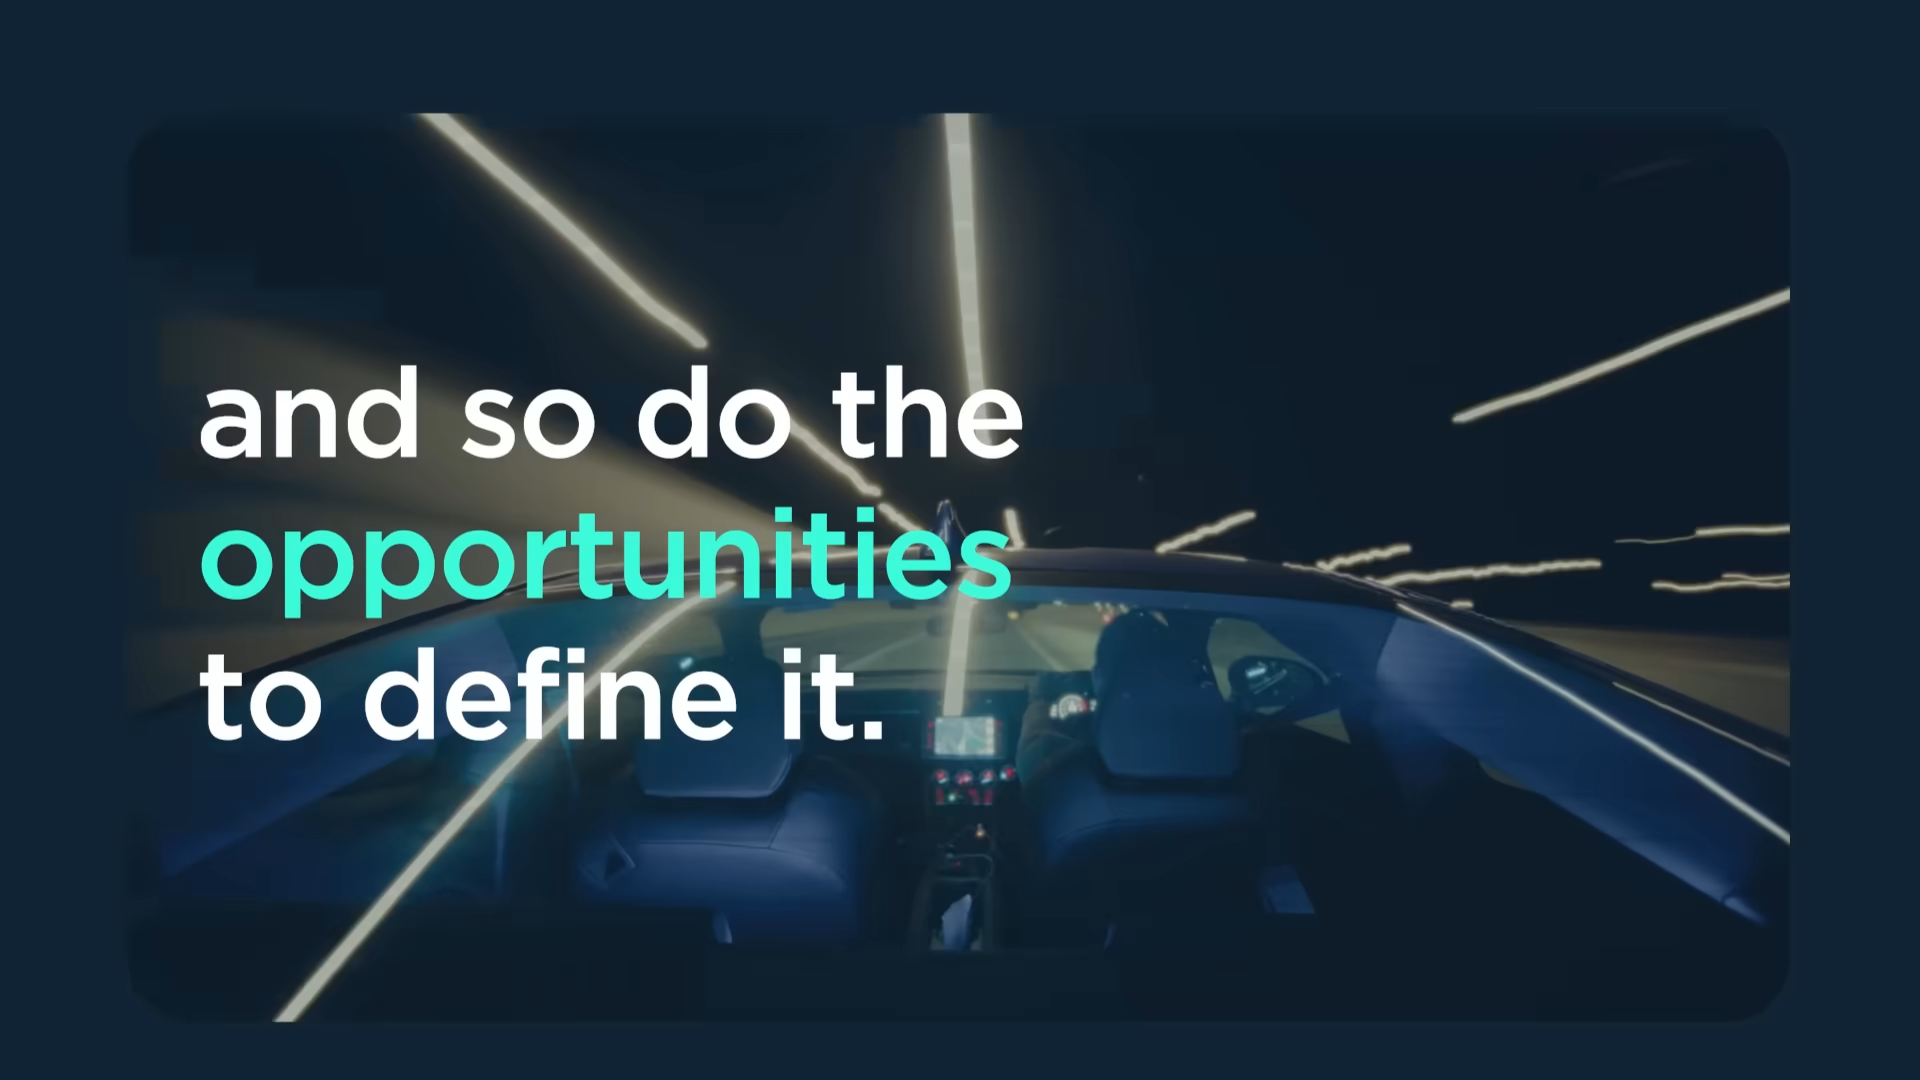 and so do the
opportunities
to define it.